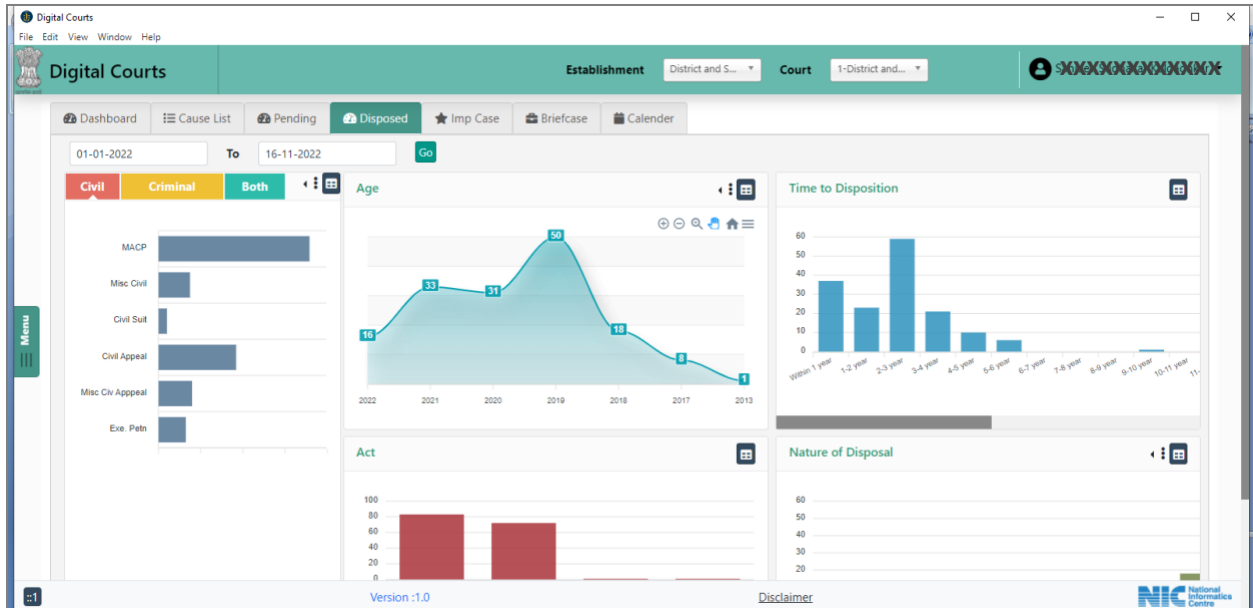 Digital Courts
File Edit View Window Help
Digital Courts
Establishment District and S... Court 1-District and...
Dashboard Cause List Pending Disposed Imp Case Briefcase Calender
01-01-2022 To 16-11-2022 Go
Civil Criminal Both
MACP
Misc Civil
Civil Suit
Civil Appeal
Misc Civ Apppeal
Exe. Petn
Age
50
33
31
16
18
8
1
2022 2021 2020 2019 2018 2017 2013
Time to Disposition
60
50
40
30
20
10
0
Within 1 year 1-2 year 2-3 year 3-4 year 4-5 year 5-6 year 6-7 year 7-8 year 8-9 year 9-10 year 10-11 year 11-
Menu
Act
100
80
60
40
20
0
Nature of Disposal
60
50
40
30
20
::1
Version :1.0
Disclaimer
NIC National
Informatics
Centre